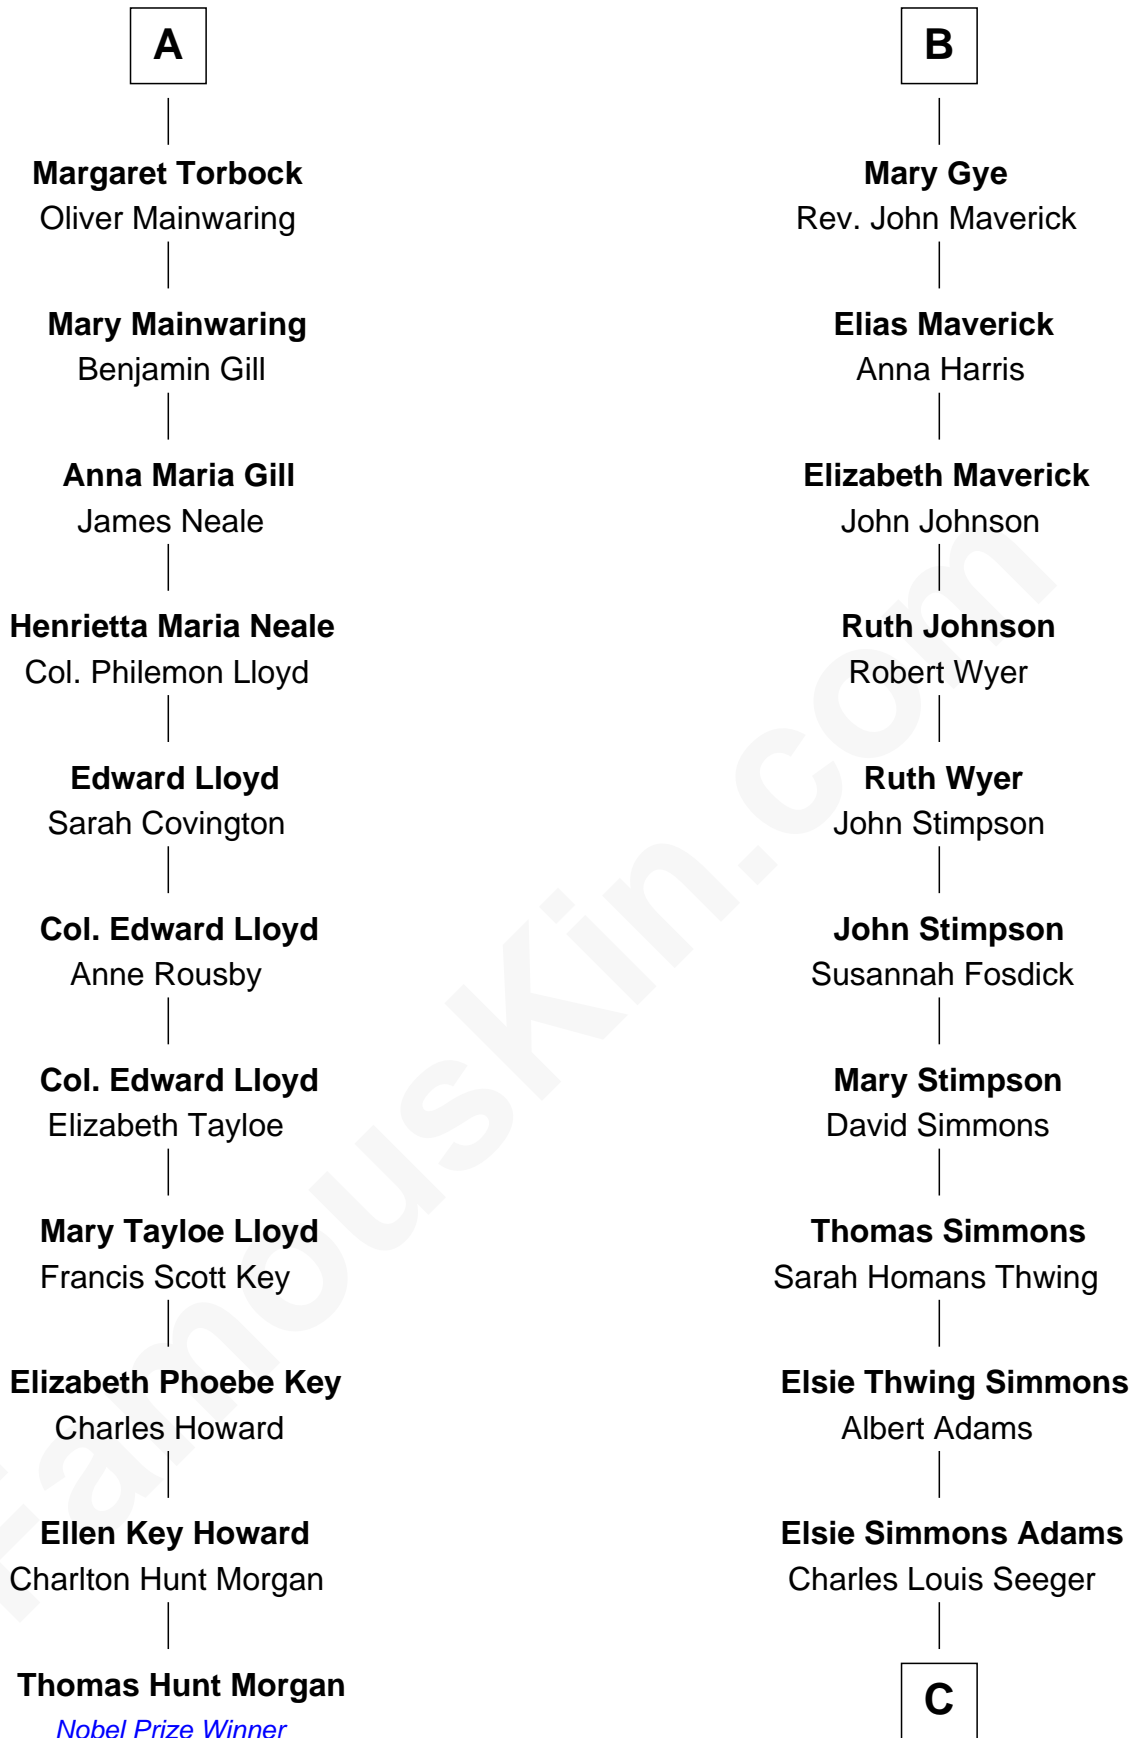 A
Margaret Torbock
Oliver Mainwaring
Mary Mainwaring
Benjamin Gill
Anna Maria Gill
James Neale
Henrietta Maria Neale
Col. Philemon Lloyd
Edward Lloyd
Sarah Covington
Col. Edward Lloyd
Anne Rousby
Col. Edward Lloyd
Elizabeth Tayloe
Mary Tayloe Lloyd
Francis Scott Key
Elizabeth Phoebe Key
Charles Howard
Ellen Key Howard
Charlton Hunt Morgan
Thomas Hunt Morgan
Nobel Prize Winner
B
Mary Gye
Rev. John Maverick
Elias Maverick
Anna Harris
Elizabeth Maverick
John Johnson
Ruth Johnson
Robert Wyer
Ruth Wyer
John Stimpson
John Stimpson
Susannah Fosdick
Mary Stimpson
David Simmons
Thomas Simmons
Sarah Homans Thwing
Elsie Thwing Simmons
Albert Adams
Elsie Simmons Adams
Charles Louis Seeger
C
FamousKin.com